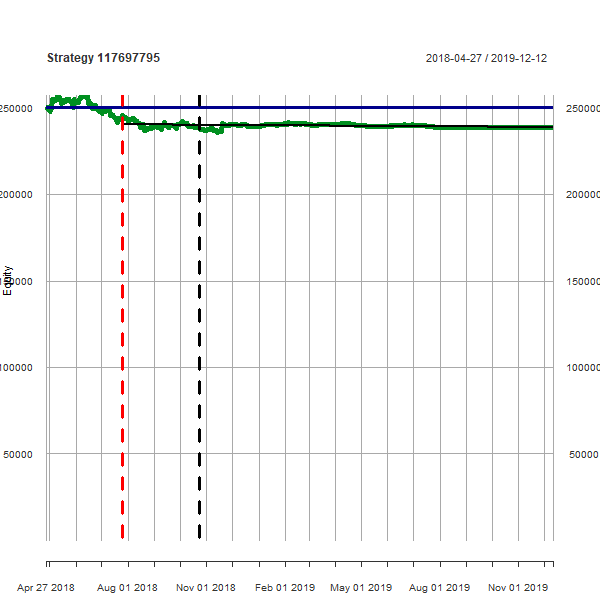 Strategy 117697795
2018-04-27 / 2019-12-12
250000
250000
200000
200000
Equity
150000
150000
100000
100000
50000
50000
Apr 27 2018
Aug 01 2018
Nov 01 2018
Feb 01 2019
May 01 2019
Aug 01 2019
Nov 01 2019